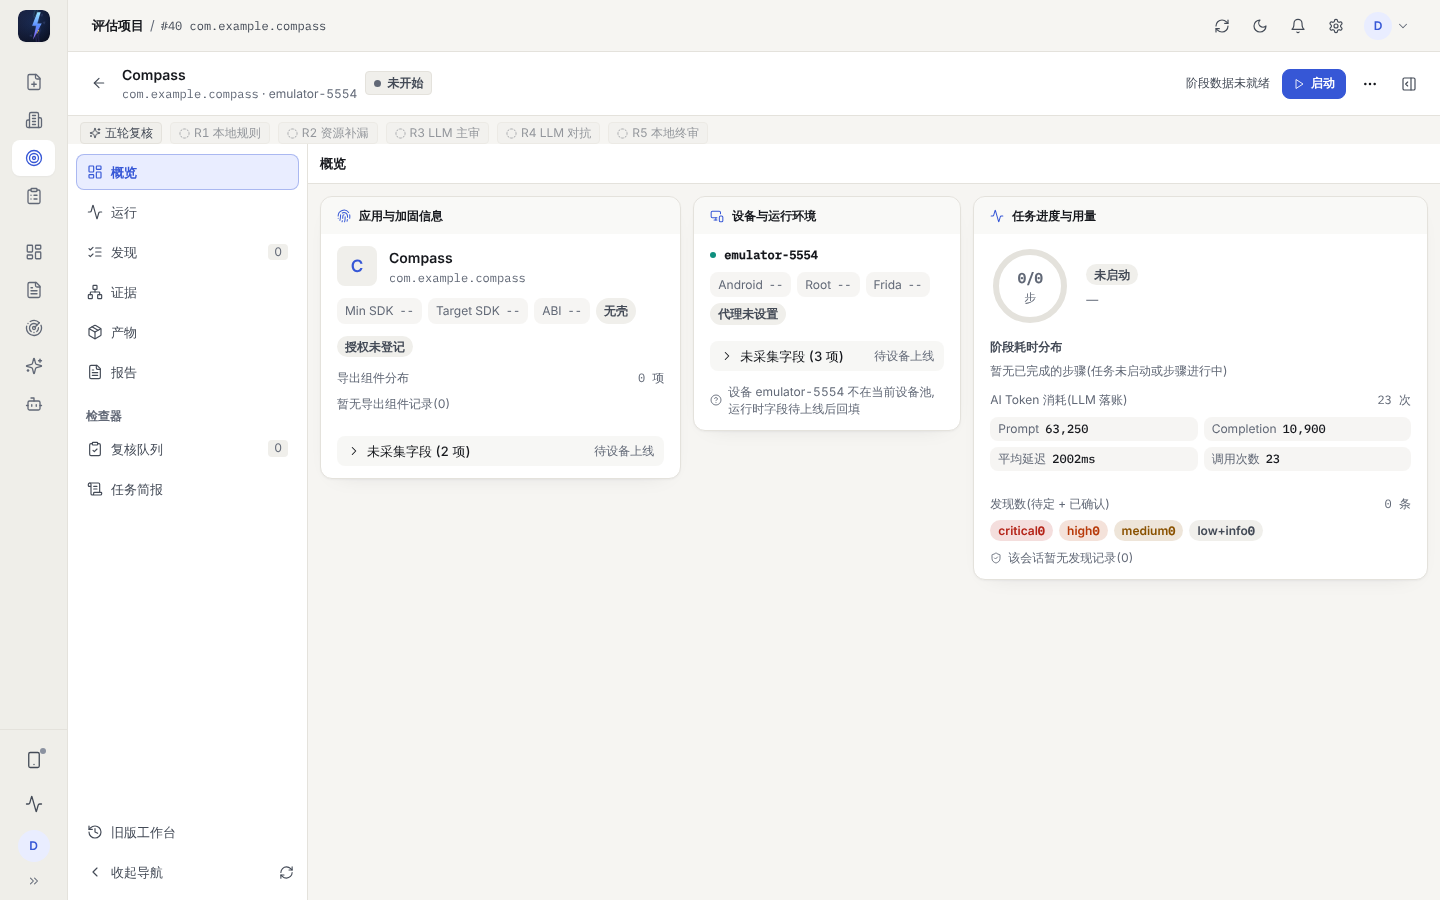 评估项目 / #40 com.example.compass
D
Compass
com.example.compass · emulator-5554
未开始
阶段数据未就绪
启动
五轮复核
R1 本地规则
R2 资源补漏
R3 LLM 主审
R4 LLM 对抗
R5 本地终审
概览
运行
发现 0
证据
产物
报告
检查器
复核队列 0
任务简报
旧版工作台
收起导航
D
概览
应用与加固信息
C
Compass
com.example.compass
Min SDK --
Target SDK --
ABI --
无壳
授权未登记
导出组件分布 0 项
暂无导出组件记录(0)
未采集字段 (2 项) 待设备上线
设备与运行环境
emulator-5554
Android --
Root --
Frida --
代理未设置
未采集字段 (3 项) 待设备上线
设备 emulator-5554 不在当前设备池,
运行时字段待上线后回填
任务进度与用量
0/0
步
未启动
—
阶段耗时分布
暂无已完成的步骤(任务未启动或步骤进行中)
AI Token 消耗(LLM 落账) 23 次
Prompt 63,250
Completion 10,900
平均延迟 2002ms
调用次数 23
发现数(待定 + 已确认) 0 条
critical0
high0
medium0
low+info0
该会话暂无发现记录(0)